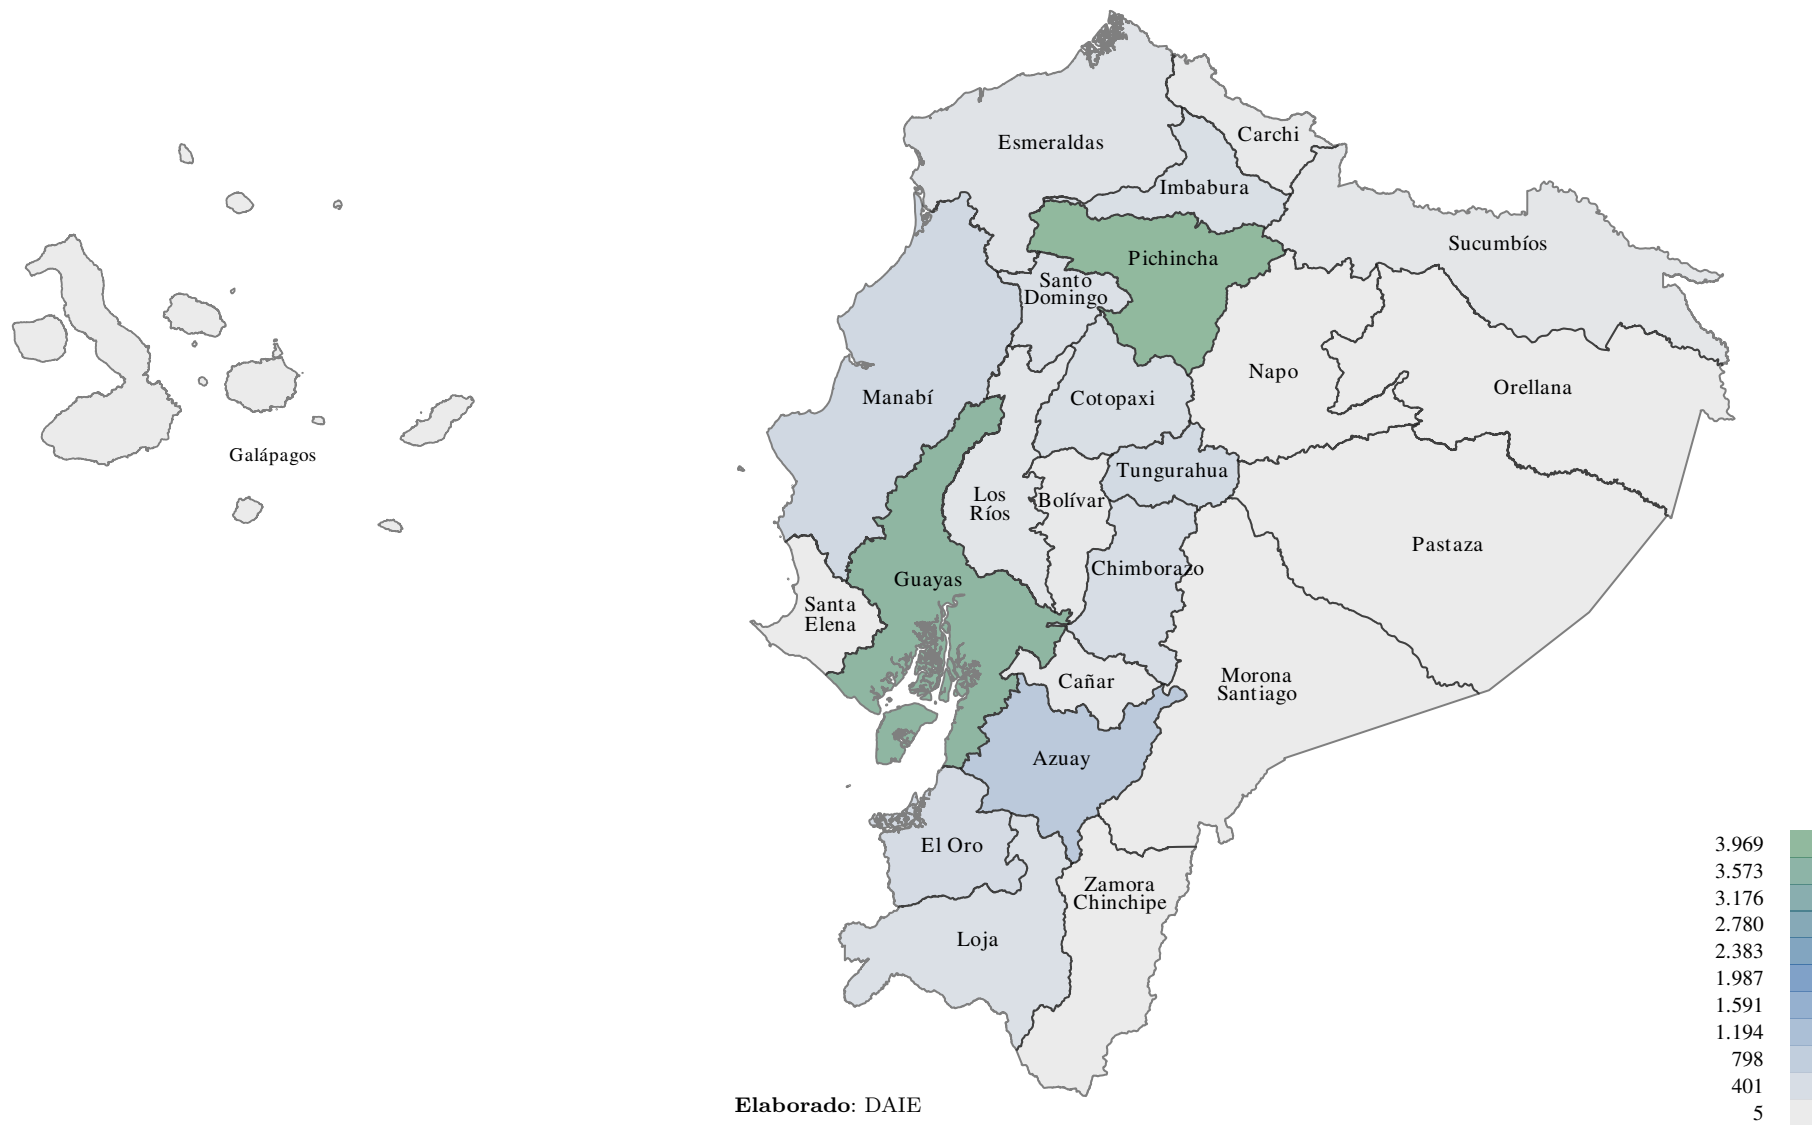 Esmeraldas
Carchi
Imbabura
Sucumbíos
Pichincha
Santo
Domingo
Napo
Orellana
Manabí
Cotopaxi
Galápagos
Tungurahua
Los
Ríos
Bolívar
Pastaza
Chimborazo
Guayas
Santa
Elena
Cañar
Morona
Santiago
Azuay
El Oro
Zamora
Chinchipe
Loja
3.969
3.573
3.176
2.780
2.383
1.987
1.591
1.194
798
401
5
Elaborado: DAIE